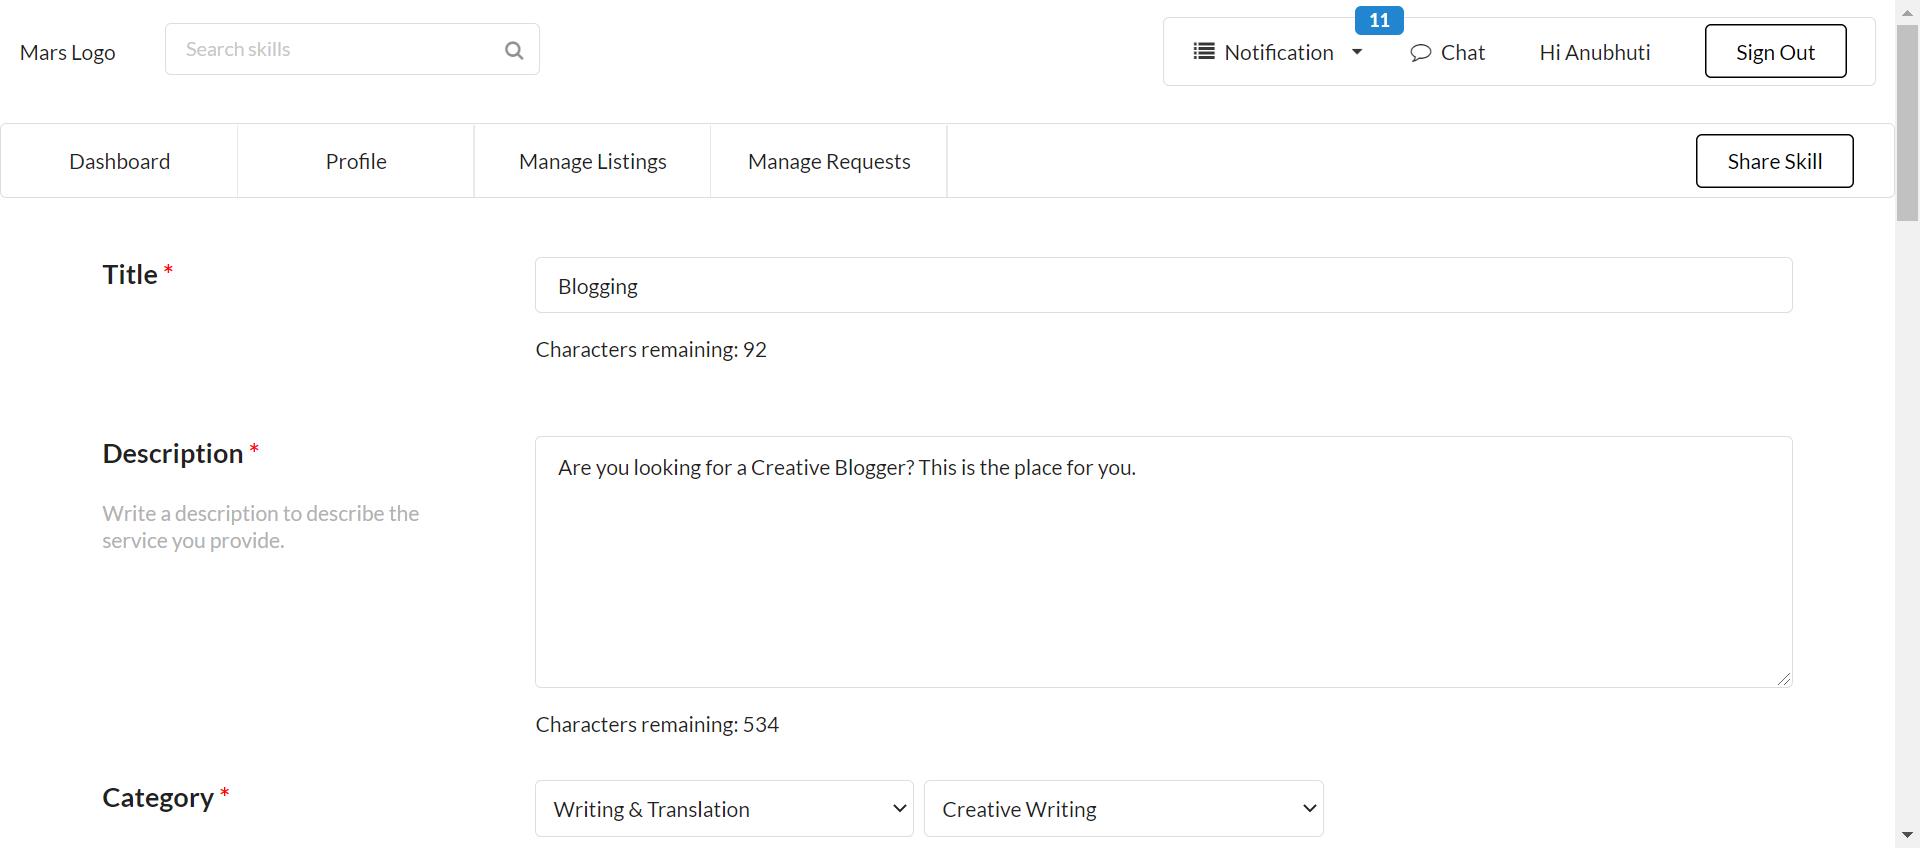 Mars Logo
Search skills
11
Notification
Chat
Hi Anubhuti
Sign Out
Dashboard
Profile
Manage Listings
Manage Requests
Share Skill
Title *
Blogging
Characters remaining: 92
Description *
Write a description to describe the
service you provide.
Are you looking for a Creative Blogger? This is the place for you.
Characters remaining: 534
Category *
Writing & Translation
Creative Writing